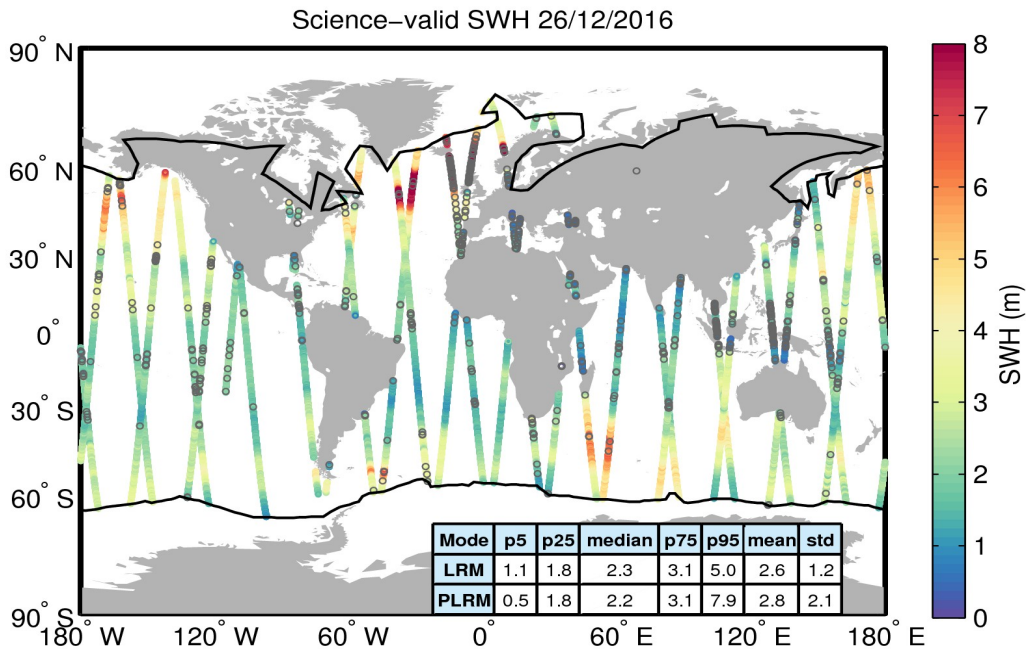 Science−valid SWH 26/12/2016
90° N
60° N
30° N
0°
30° S
60° S
90° S
180° W
120° W
60° W
0°
60° E
120° E
180° E
8
7
6
5
4
3
2
1
0
SWH (m)
Mode p5 p25 median p75 p95 mean std
LRM 1.1 1.8 2.3 3.1 5.0 2.6 1.2
PLRM 0.5 1.8 2.2 3.1 7.9 2.8 2.1